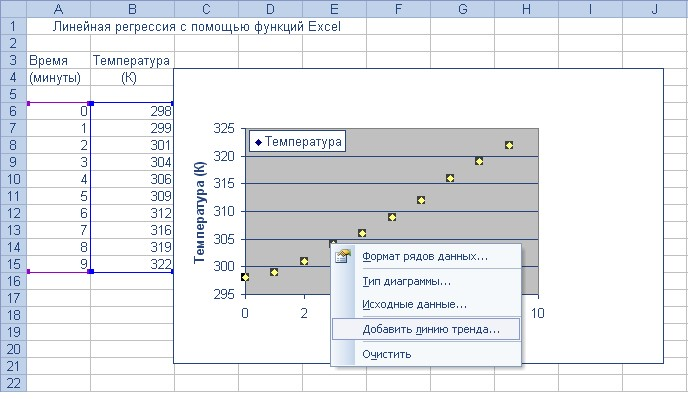 A B C D E F G H I J
1 Линейная регрессия с помощью функций Excel
2
3 Время Температура
4 (минуты) (К)
5
6 0 298
7 1 299
8 2 301
9 3 304
10 4 306
11 5 309
12 6 312
13 7 316
14 8 319
15 9 322
16
17
18
19
20
21
22
Температура (К)
325
320
315
310
305
300
295
0 2 10
Температура
Формат рядов данных...
Тип диаграммы...
Исходные данные...
Добавить линию тренда...
Очистить